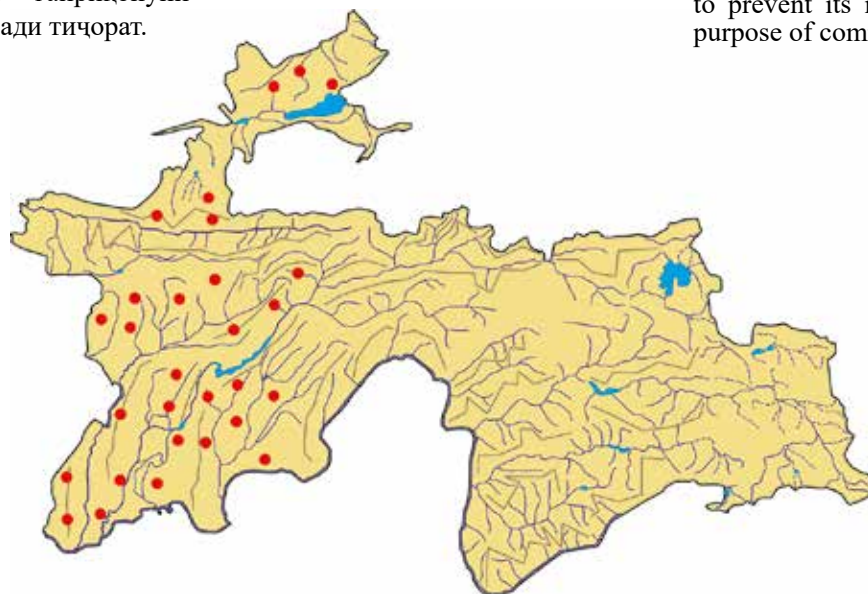 ади тиҷорат.
to prevent its
purpose of com